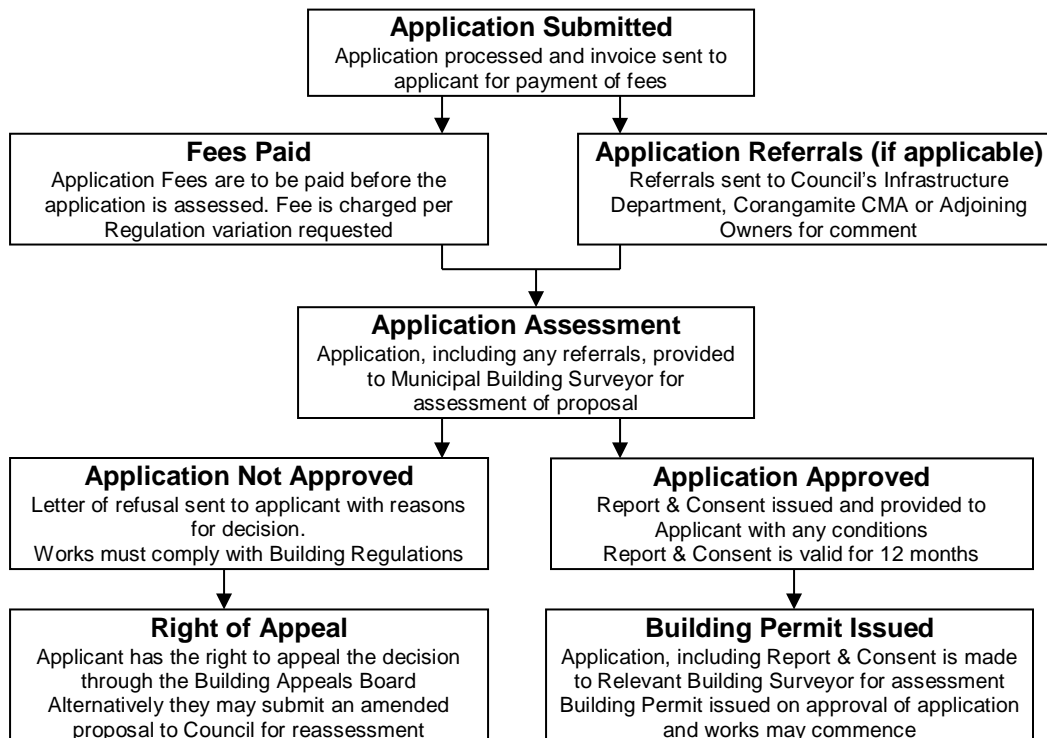 Application Submitted
Application processed and invoice sent to
applicant for payment of fees
Fees Paid
Application Fees are to be paid before the
application is assessed. Fee is charged per
Regulation variation requested
Application Referrals (if applicable)
Referrals sent to Council's Infrastructure
Department, Corangamite CMA or Adjoining
Owners for comment
Application Assessment
Application, including any referrals, provided
to Municipal Building Surveyor for
assessment of proposal
Application Not Approved
Letter of refusal sent to applicant with reasons
for decision.
Works must comply with Building Regulations
Application Approved
Report & Consent issued and provided to
Applicant with any conditions
Report & Consent is valid for 12 months
Right of Appeal
Applicant has the right to appeal the decision
through the Building Appeals Board
Alternatively they may submit an amended
proposal to Council for reassessment
Building Permit Issued
Application, including Report & Consent is made
to Relevant Building Surveyor for assessment
Building Permit issued on approval of application
and works may commence